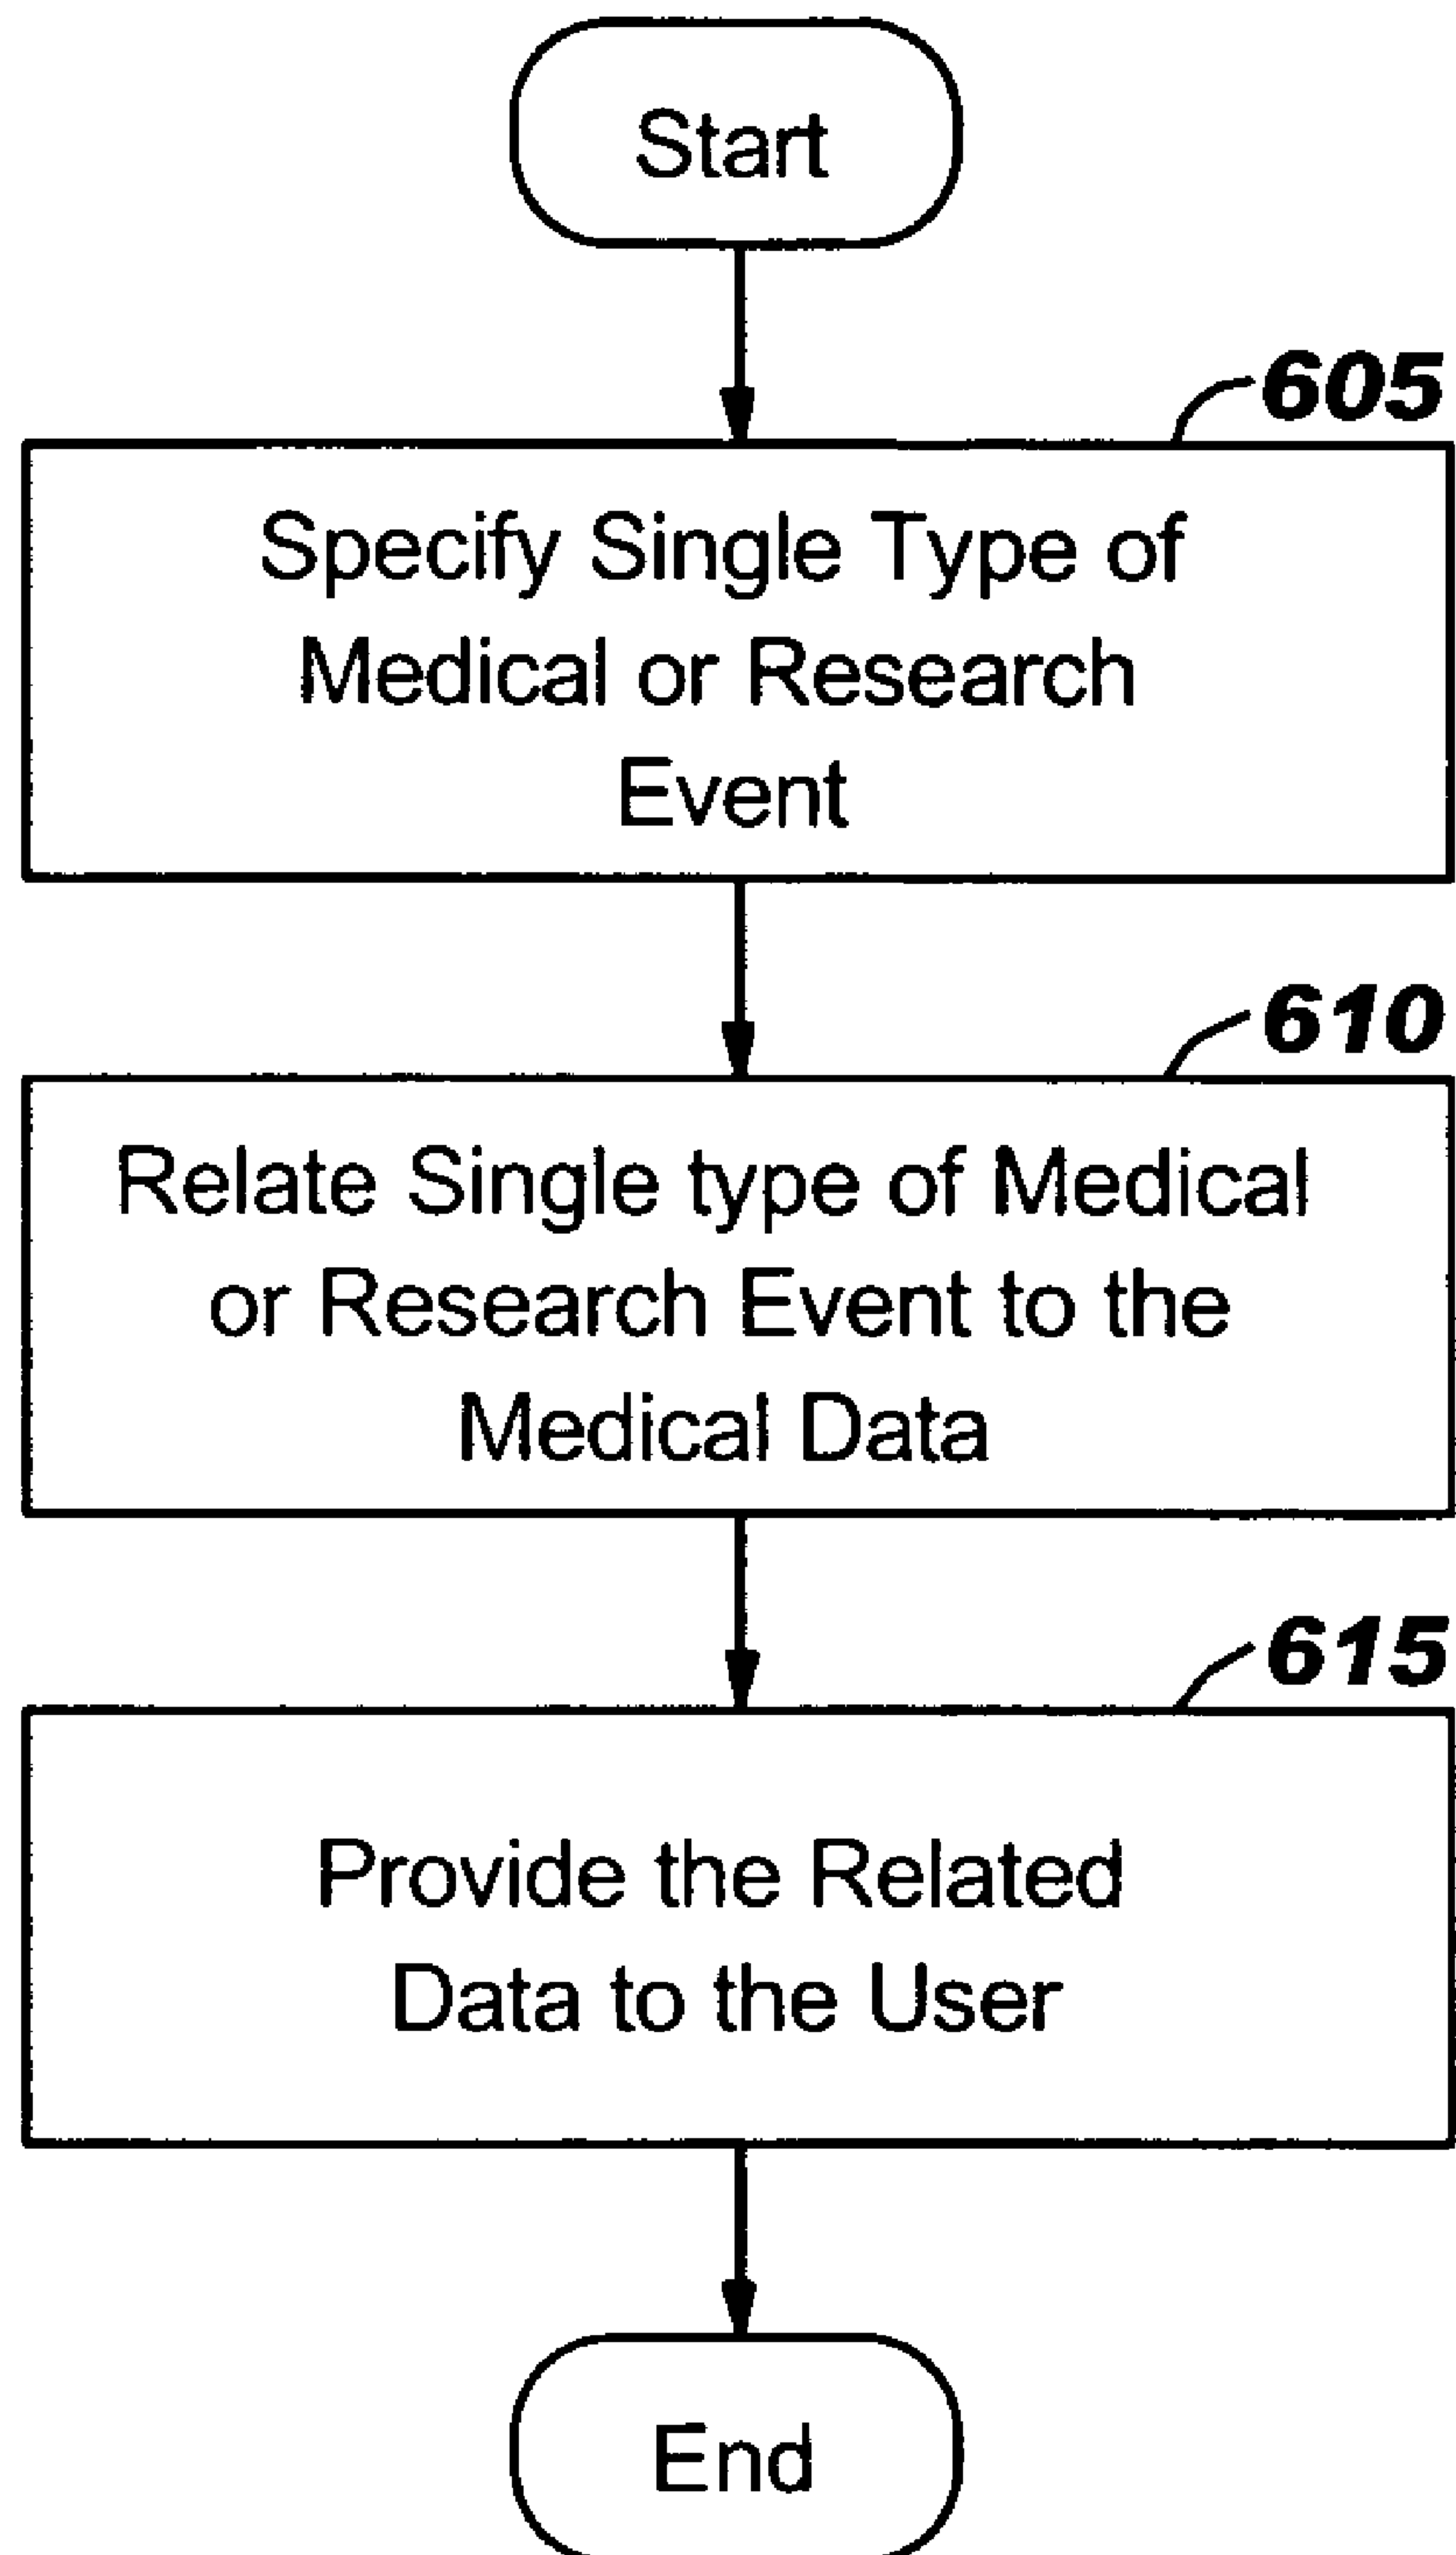 Start
605
Specify Single Type of
Medical or Research
Event
610
Relate Single type of Medical
or Research Event to the
Medical Data
615
Provide the Related
Data to the User
End